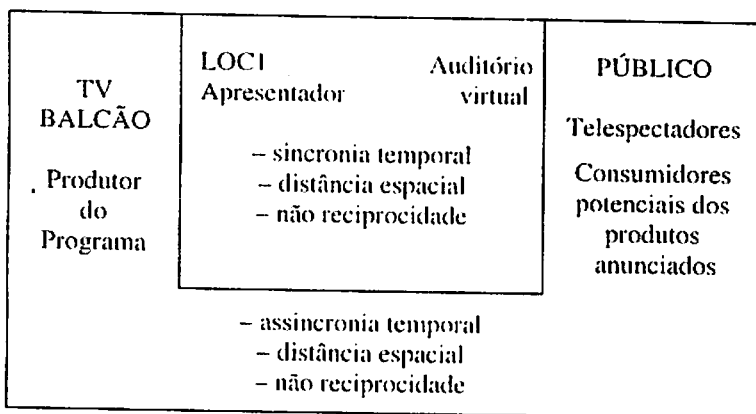 TV
BALCÃO
Produtor
do
Programa
LOC1 Auditório
Apresentador virtual
– sincronia temporal
– distância espacial
– não reciprocidade
PÚBLICO
Telespectadores
Consumidores
potenciais dos
produtos
anunciados
– assincronia temporal
– distância espacial
– não reciprocidade